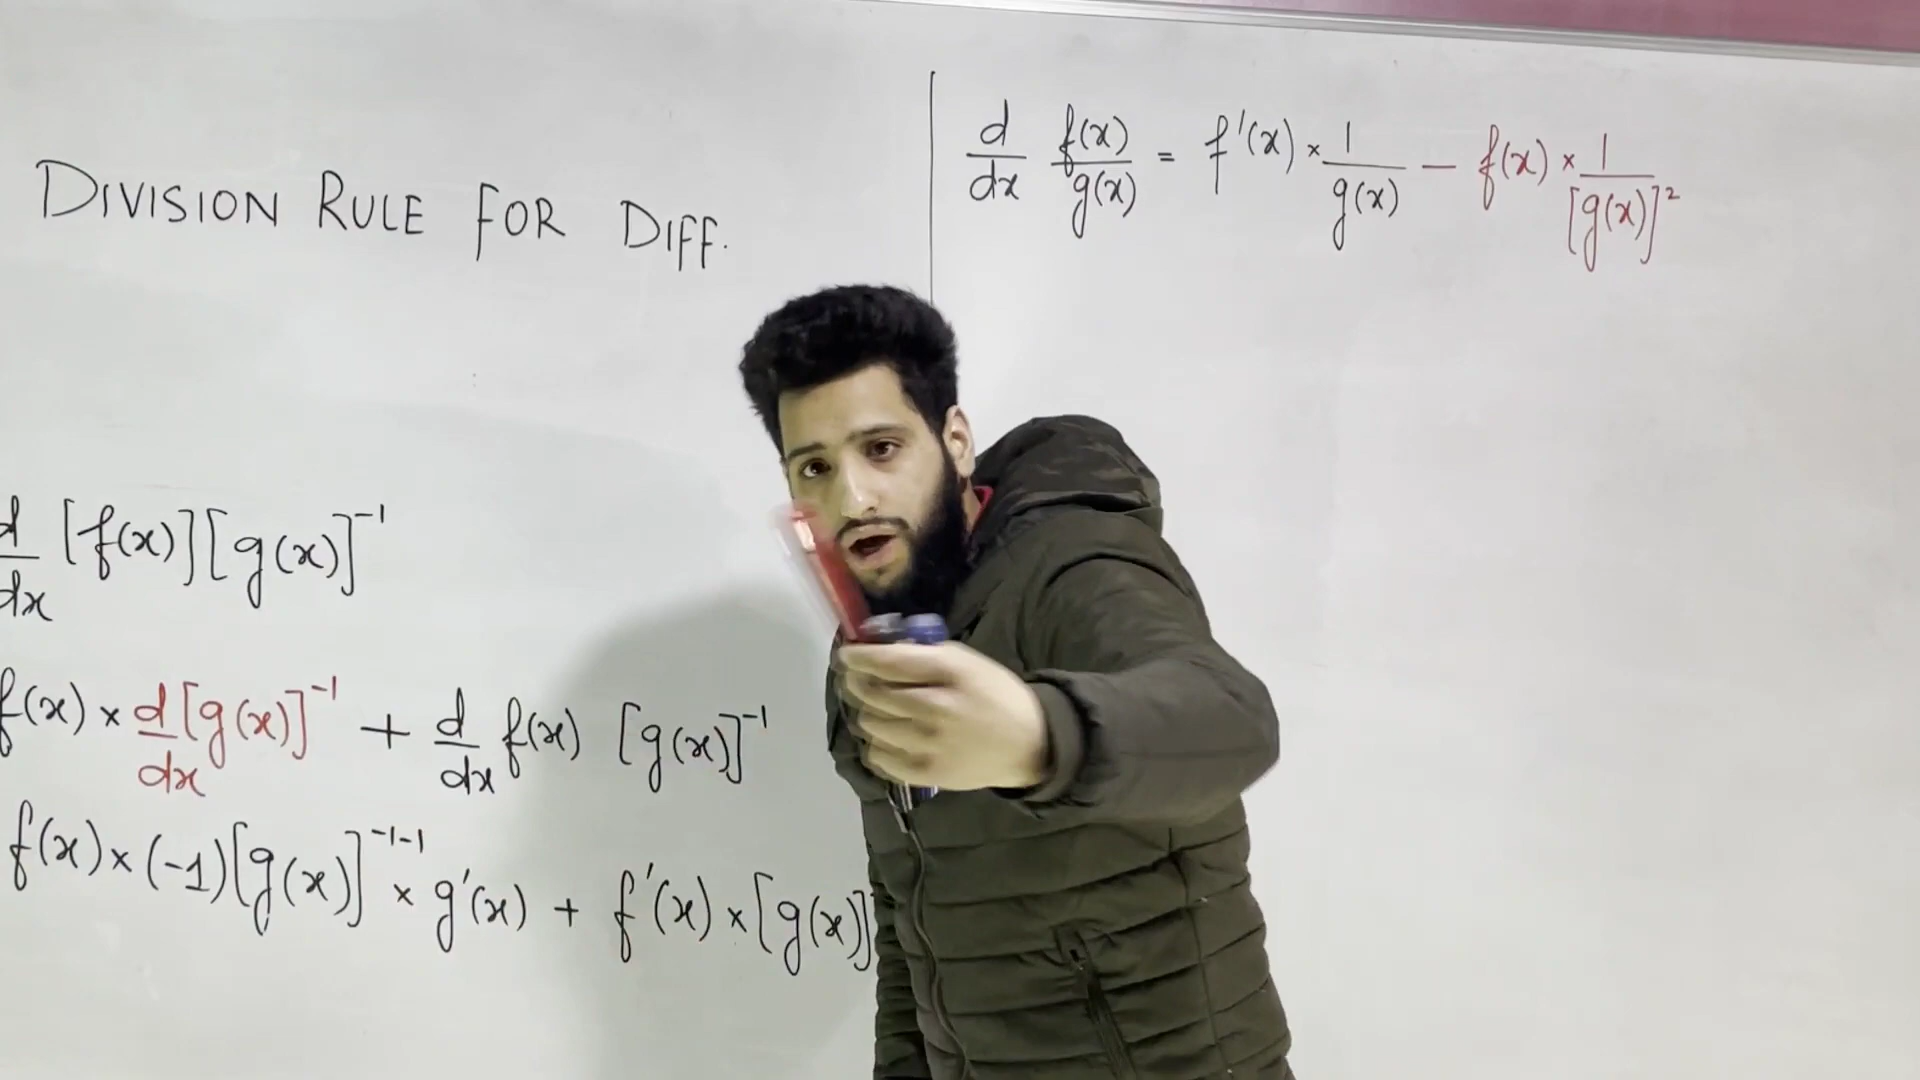 DIVISION RULE FOR DIFF.
d/dx [f(x)][g(x)]⁻¹
f(x) × d/dx [g(x)]⁻¹ + d/dx f(x) [g(x)]⁻¹
f(x) × (-1)[g(x)]⁻¹⁻¹ × g'(x) + f'(x) × [g(x)]
d/dx f(x)/g(x) = f'(x) × 1/g(x) — f(x) × 1/[g(x)]²